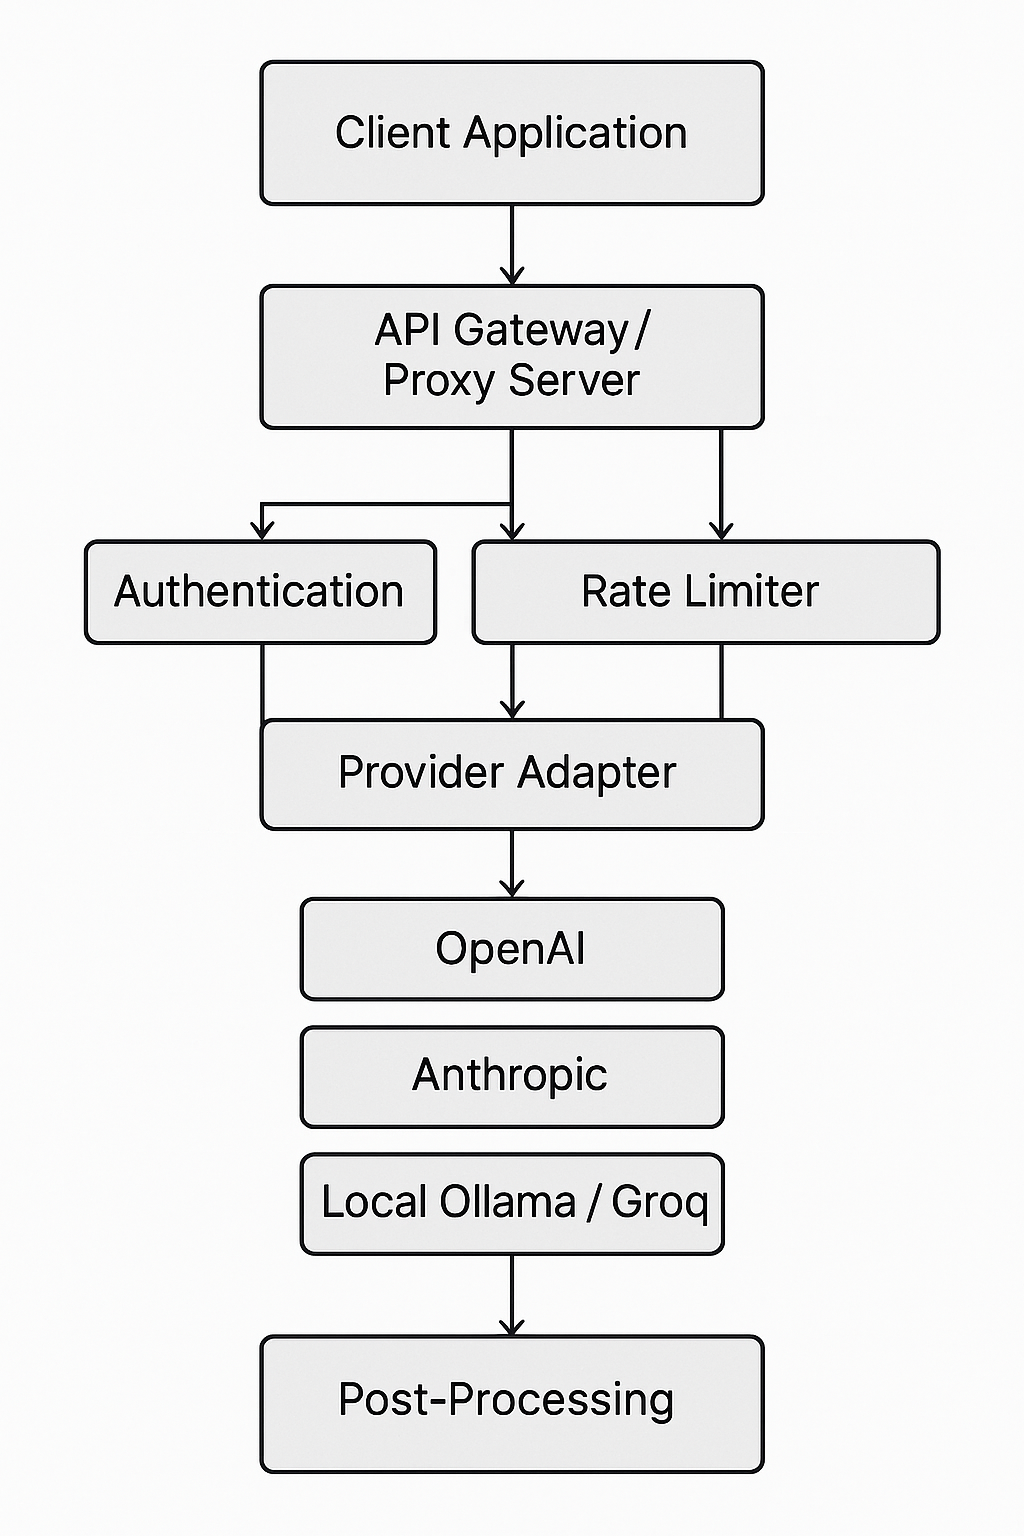 Client Application
API Gateway/
Proxy Server
Authentication
Rate Limiter
Provider Adapter
OpenAI
Anthropic
Local Ollama / Groq
Post-Processing